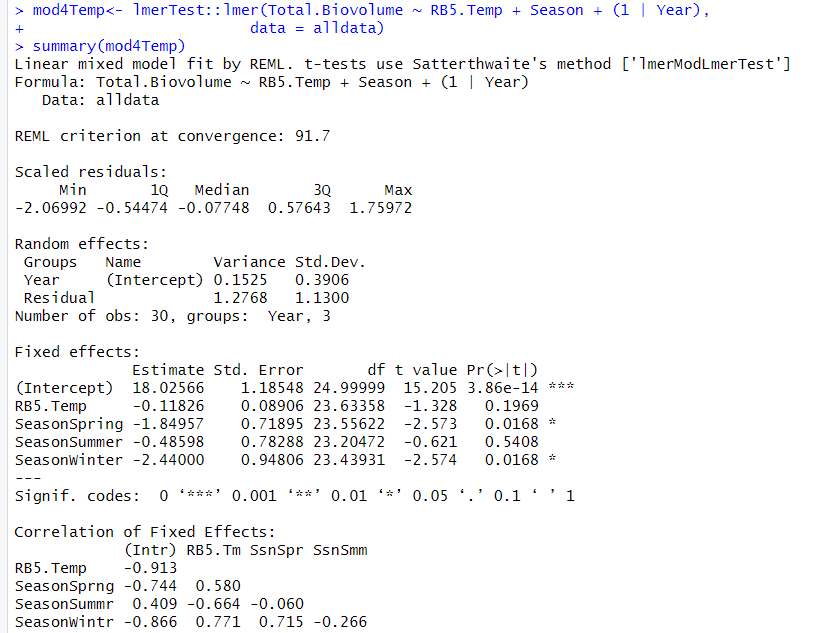 > mod4Temp<- lmerTest::lmer(Total.Biovolume ~ RB5.Temp + Season + (1 | Year),
+                           data = alldata)
> summary(mod4Temp)
Linear mixed model fit by REML. t-tests use Satterthwaite's method ['lmerModLmerTest']
Formula: Total.Biovolume ~ RB5.Temp + Season + (1 | Year)
   Data: alldata

REML criterion at convergence: 91.7

Scaled residuals:
     Min       1Q   Median       3Q      Max
-2.06992 -0.54474 -0.07748  0.57643  1.75972

Random effects:
 Groups   Name        Variance Std.Dev.
 Year     (Intercept) 0.1525   0.3906
 Residual             1.2768   1.1300
Number of obs: 30, groups:  Year, 3

Fixed effects:
             Estimate Std. Error       df t value Pr(>|t|)
(Intercept)  18.02566    1.18548 24.99999  15.205 3.86e-14 ***
RB5.Temp     -0.11826    0.08906 23.63358  -1.328   0.1969
SeasonSpring -1.84957    0.71895 23.55622  -2.573   0.0168 *
SeasonSummer -0.48598    0.78288 23.20472  -0.621   0.5408
SeasonWinter -2.44000    0.94806 23.43931  -2.574   0.0168 *
---
Signif. codes:  0 ‘***’ 0.001 ‘**’ 0.01 ‘*’ 0.05 ‘.’ 0.1 ‘ ’ 1

Correlation of Fixed Effects:
            (Intr) RB5.Tm SsnSpr SsnSmm
RB5.Temp    -0.913
SeasonSprng -0.744  0.580
SeasonSummr  0.409 -0.664 -0.060
SeasonWintr -0.866  0.771  0.715 -0.266